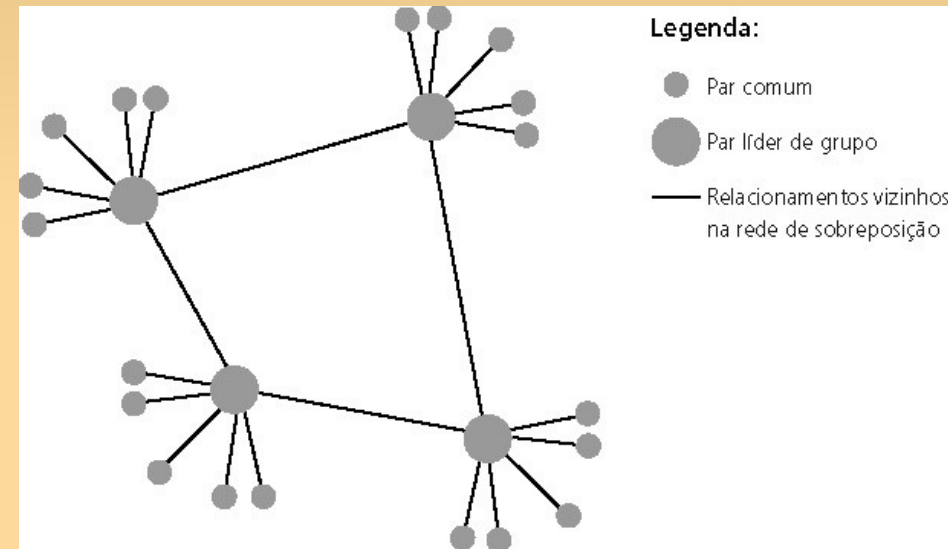 Legenda:
Par comum
Par líder de grupo
Relacionamentos vizinhos
na rede de sobreposição